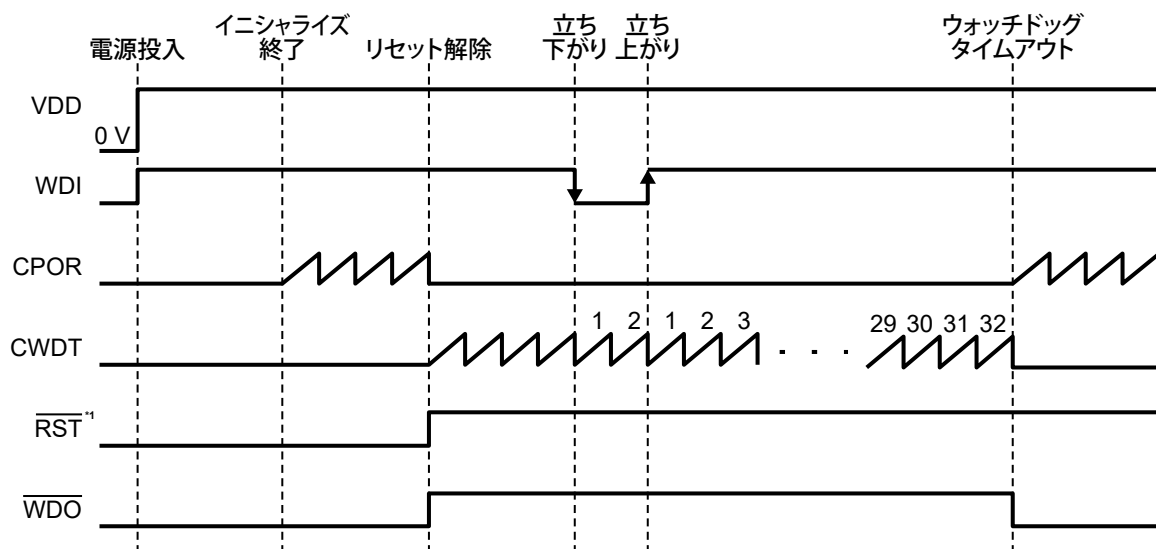 電源投入
イニシャライズ
終了
リセット解除
立ち
下がり
立ち
上がり
ウォッチドッグ
タイムアウト
VDD
0 V
WDI
CPOR
CWDT
1 2 1 2 3 · · · · 29 30 31 32
RST *1
WDO